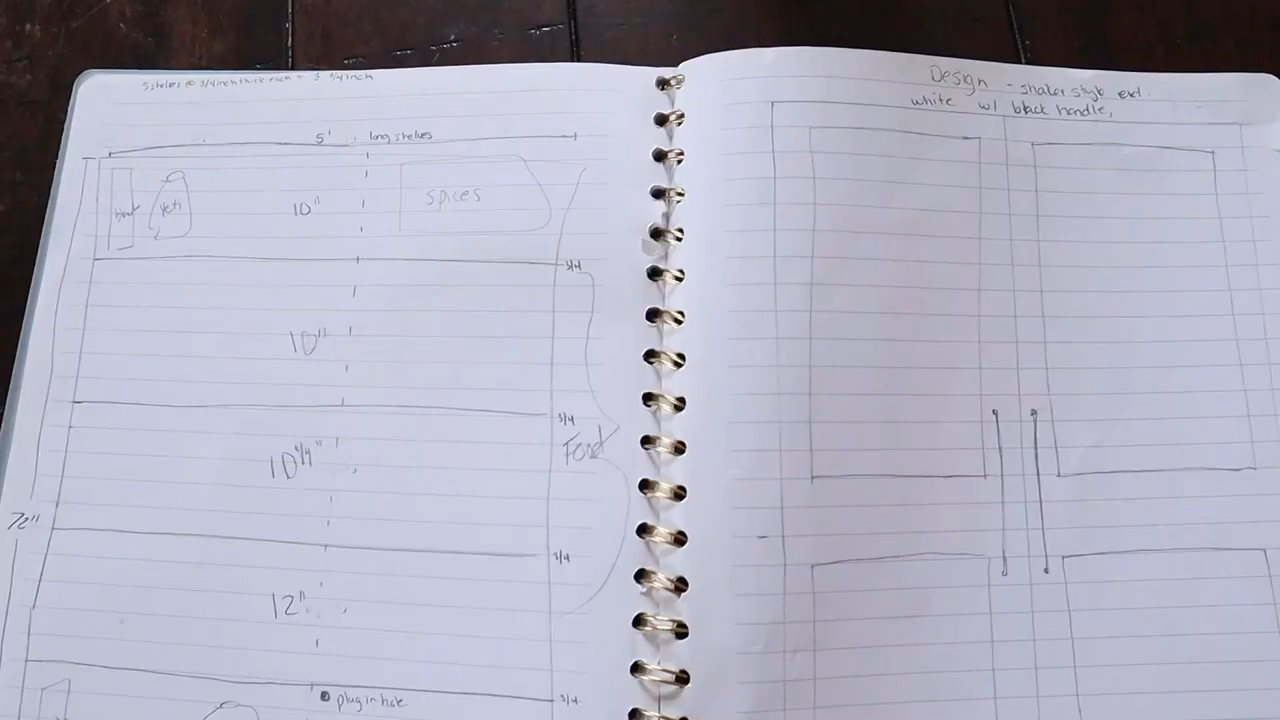 5 shelves @ 3/4 inch thick each = 3 3/4 inch
5' long shelves
yeti
10"
spices
3/4
10"
3/4
Food
10 1/4"
72"
3/4
12"
plug in hole
3/4
Design - shaker style ext.
white w/ black handle,